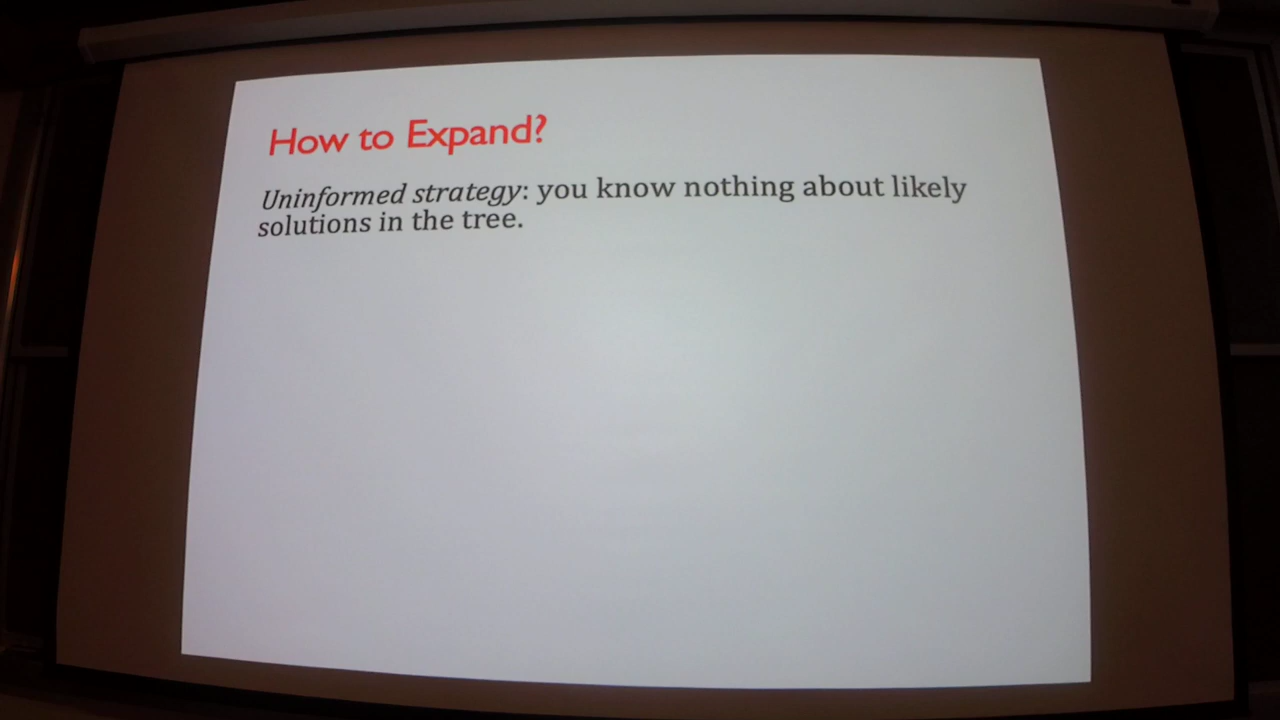 How to Expand?
Uninformed strategy: you know nothing about likely
solutions in the tree.